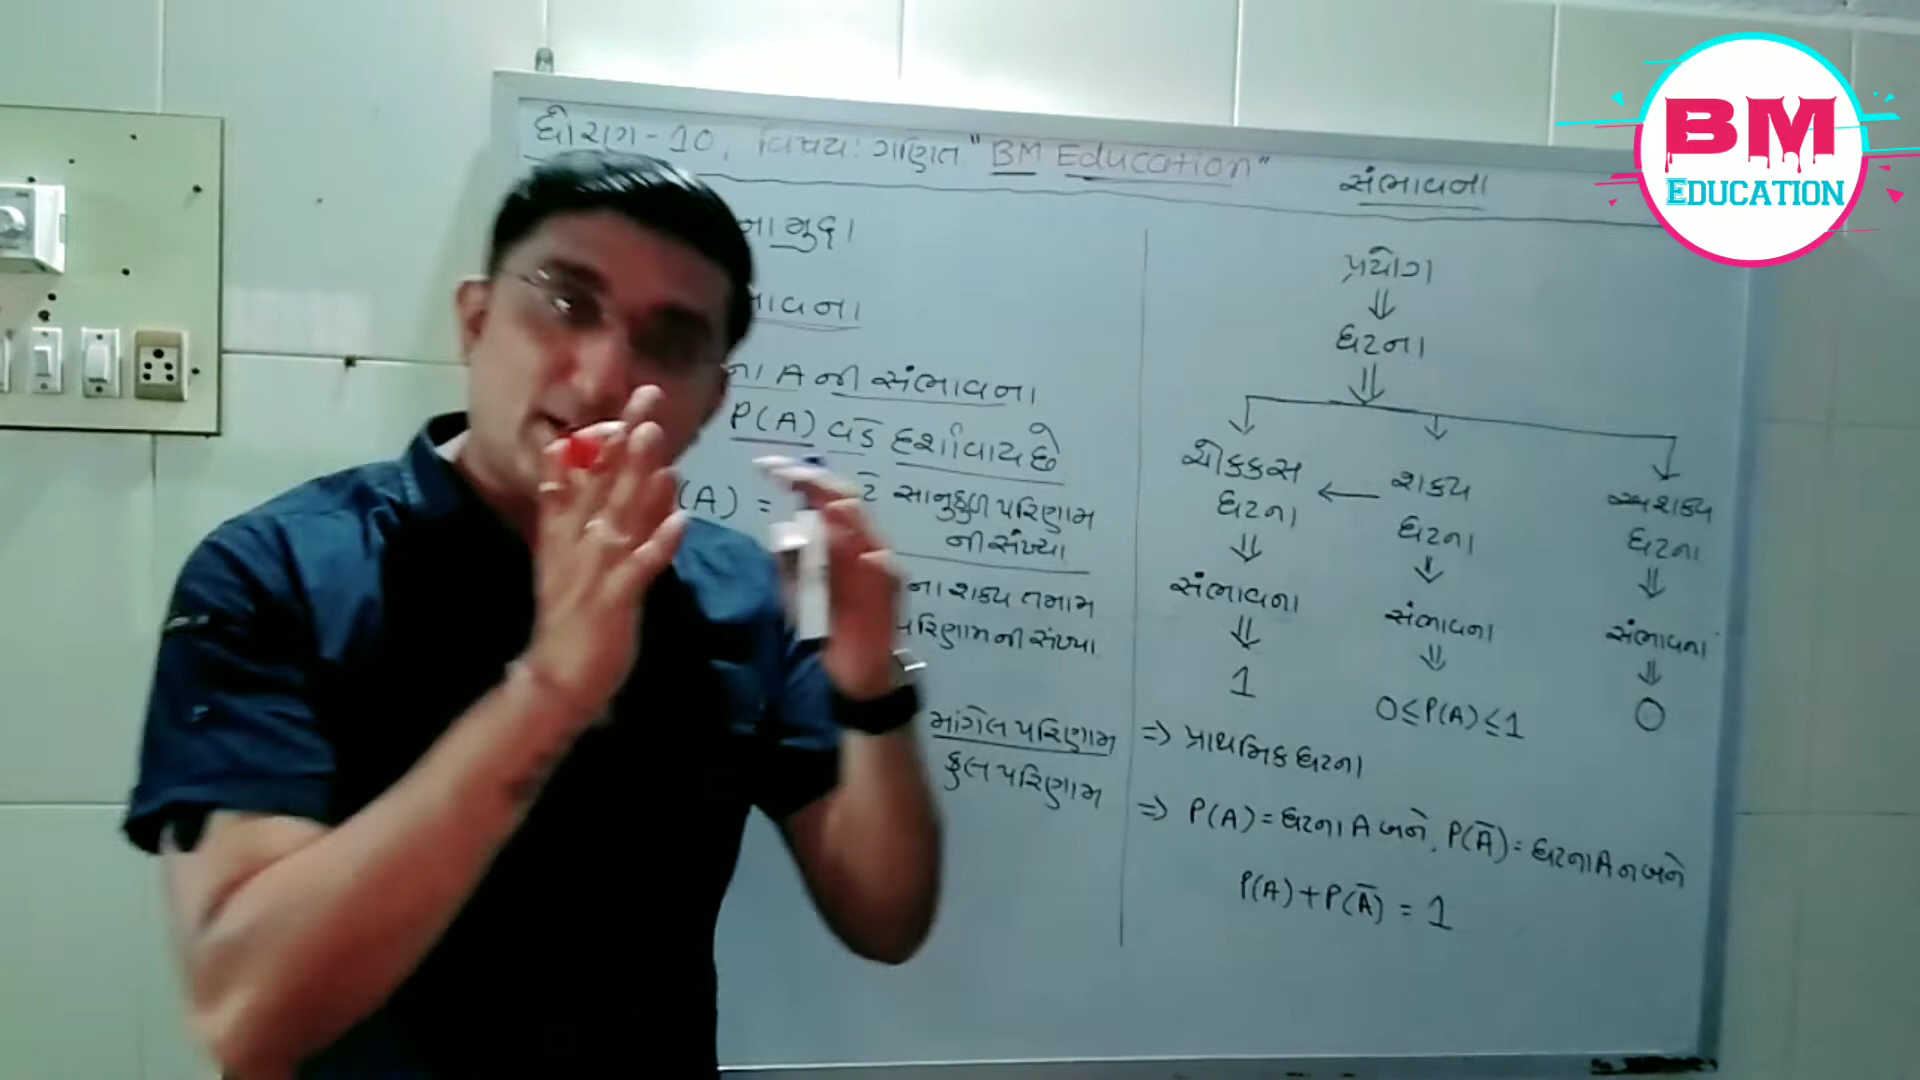 ધોરણ-10, વિષય: ગણિત "BM Education"
સંભાવના
BM
EDUCATION
ના મુદ્દા
ાવના
ના A ની સંભાવના
P(A) વડે દર્શાવાય છે
(A) =
સાનુકુળ પરિણામ
ની સંખ્યા
ના શક્ય તમામ
પરિણામની સંખ્યા
માંગેલ પરિણામ
કુલ પરિણામ
પ્રયોગ
⇓
ઘટના
⇓
ચોક્કસ ← શક્ય અશક્ય
ઘટના ઘટના ઘટના
⇓ ⇓ ⇓
સંભાવના સંભાવના સંભાવના
⇓ ⇓ ⇓
1 0≤P(A)≤1 0
⇒ પ્રાથમિક ઘટના
⇒ P(A) = ઘટના A બને, P(Ā) = ઘટના A ન બને
P(A)+P(Ā) = 1